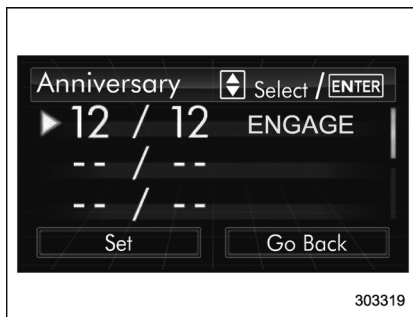 Anniversary Select / ENTER
12 / 12 ENGAGE
-- / --
-- / --
Set Go Back
303319